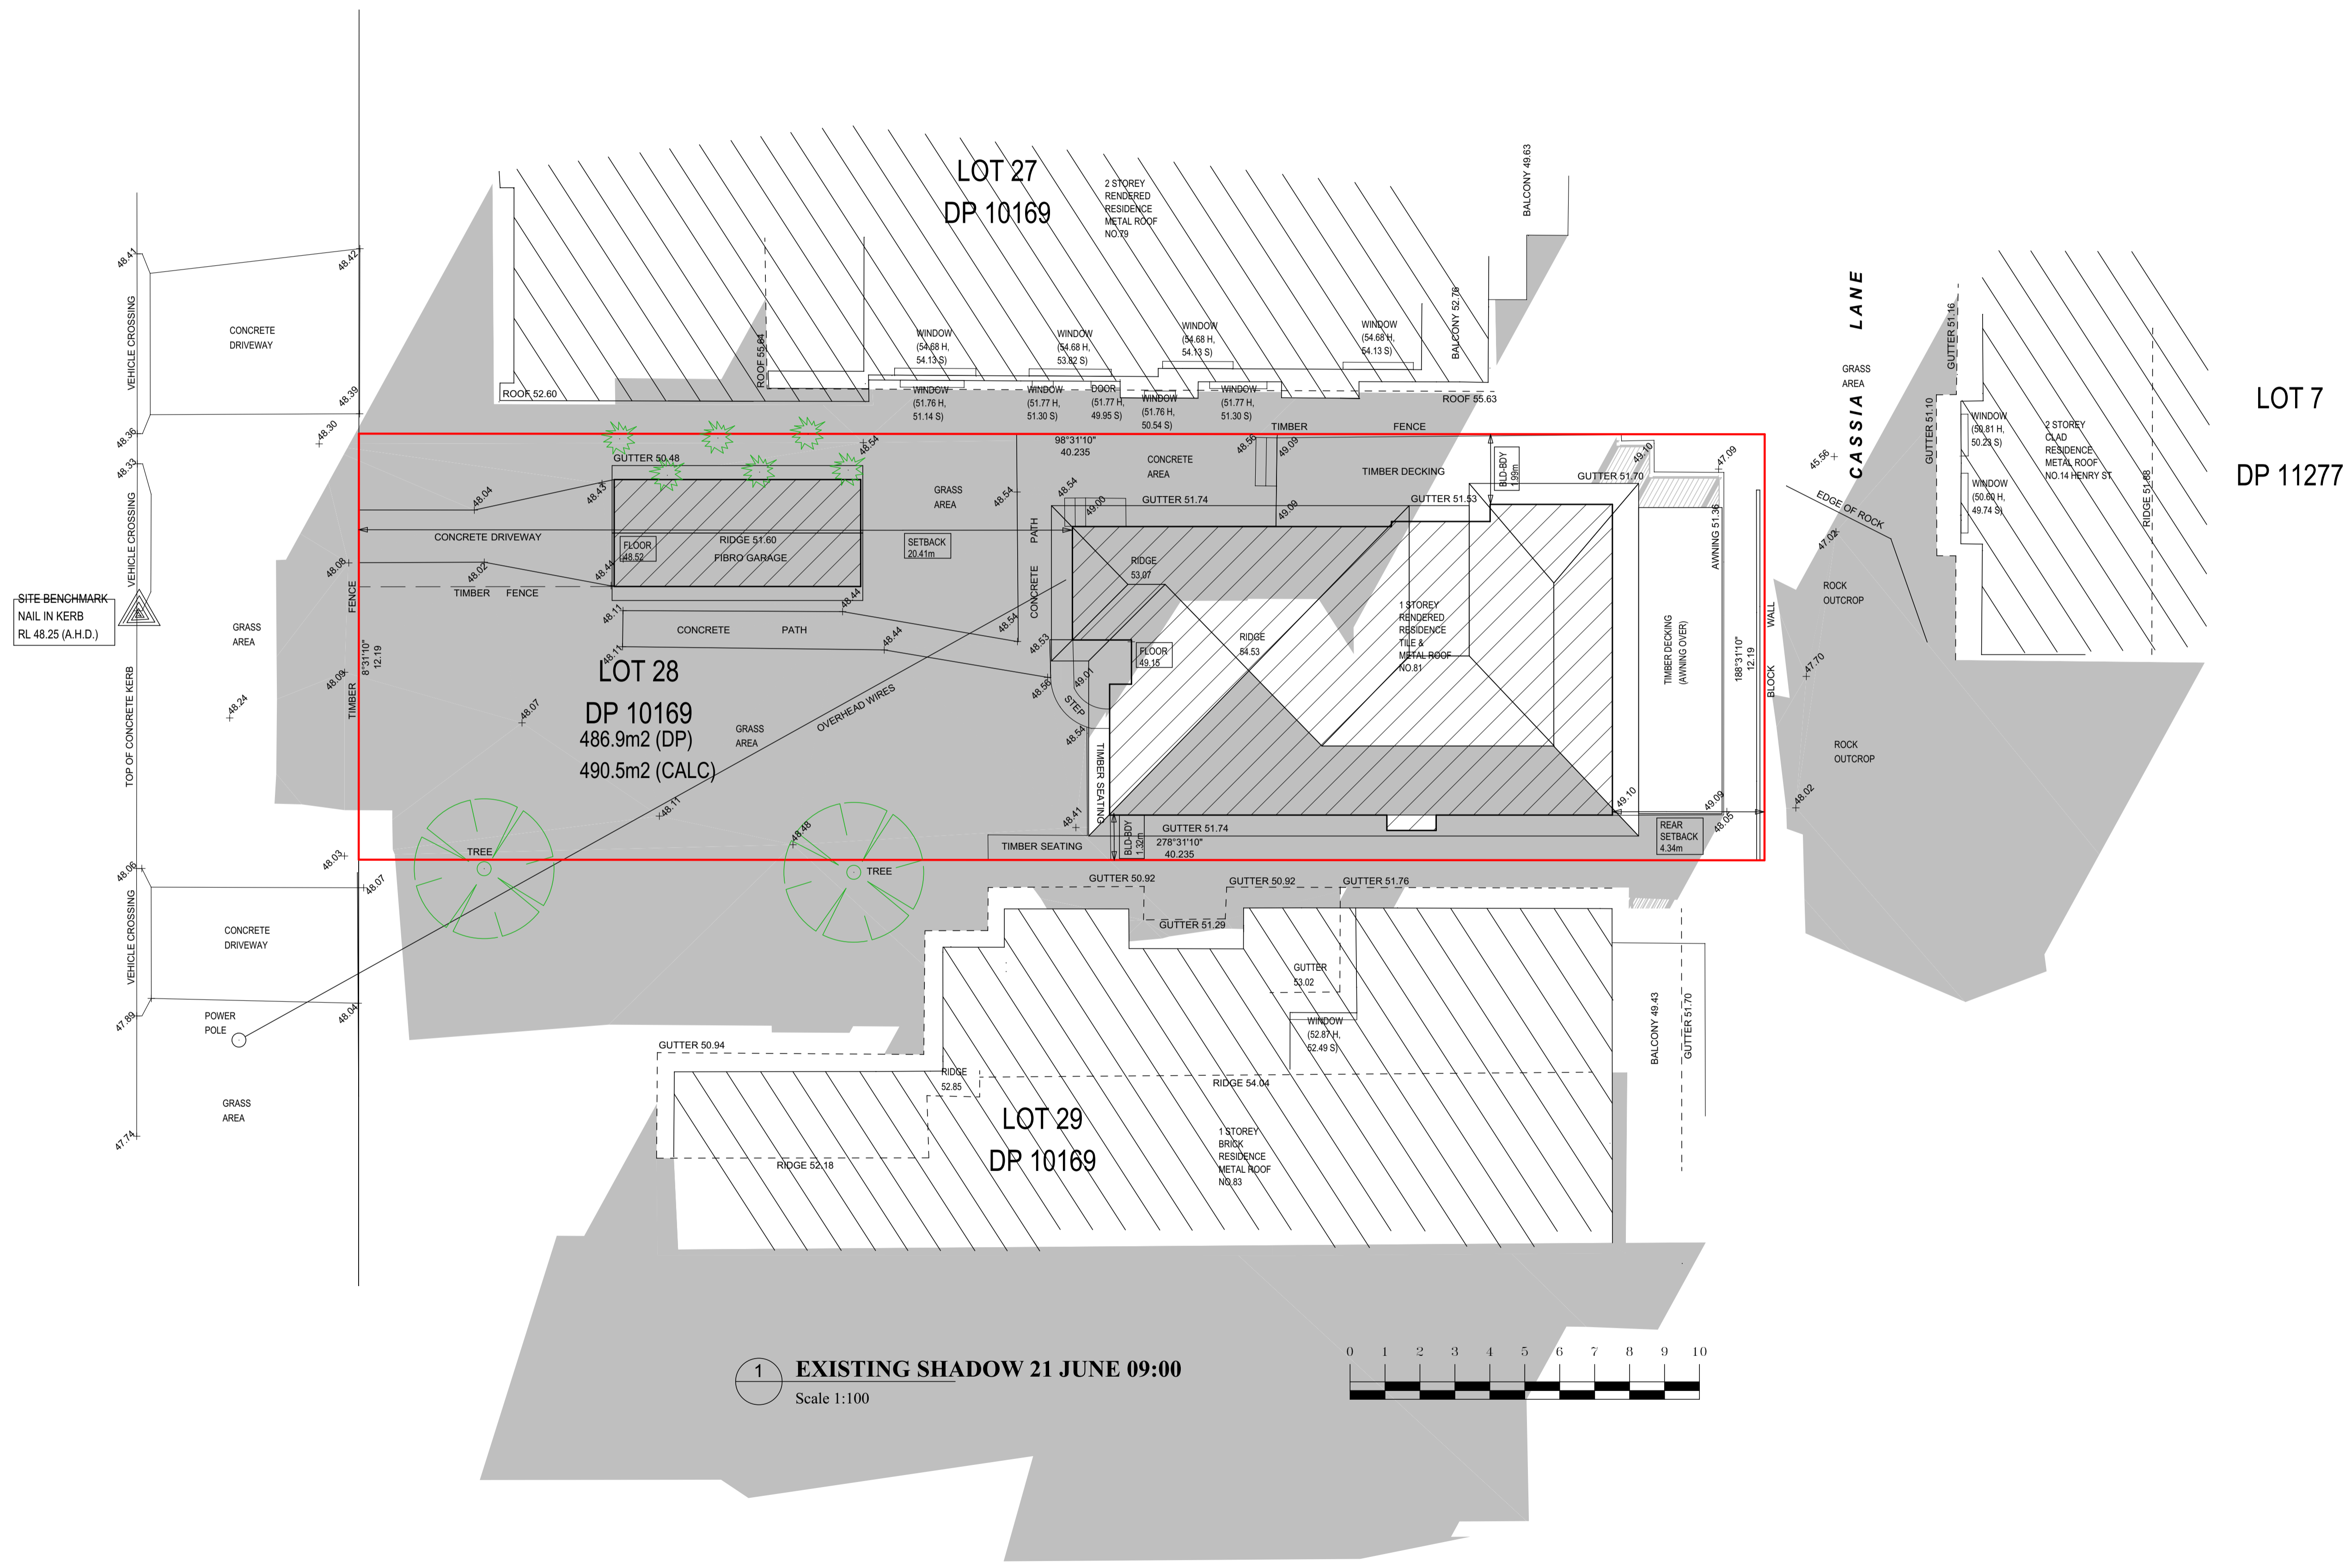 LOT 27
DP 10169
2 STOREY
RENDERED
RESIDENCE
METAL ROOF
NO.79
BALCONY 49.63
BALCONY 52.76
ROOF 52.60
ROOF 55.64
ROOF 55.63
WINDOW
(54.68 H,
54.13 S)
WINDOW
(54.68 H,
53.82 S)
WINDOW
(54.68 H,
54.13 S)
WINDOW
(54.68 H,
54.13 S)
WINDOW
(51.76 H,
51.14 S)
WINDOW
(51.77 H,
51.30 S)
DOOR
(51.77 H,
49.95 S)
WINDOW
(51.76 H,
50.54 S)
WINDOW
(51.77 H,
51.30 S)
48.41
48.42
VEHICLE CROSSING
CONCRETE
DRIVEWAY
48.39
48.36
48.30
48.33
VEHICLE CROSSING
SITE BENCHMARK
NAIL IN KERB
RL 48.25 (A.H.D.)
TOP OF CONCRETE KERB
GRASS
AREA
48.24
48.08
48.09
TIMBER FENCE
8°31'10"
12.19
48.04
CONCRETE DRIVEWAY
48.02
TIMBER FENCE
48.43
48.44
GUTTER 50.48
FLOOR
48.52
RIDGE 51.60
FIBRO GARAGE
48.54
GRASS
AREA
SETBACK
20.41m
48.54
CONCRETE PATH
48.54
98°31'10"
40.235
48.54
49.00
CONCRETE
AREA
48.56
49.09
49.09
TIMBER FENCE
TIMBER DECKING
GUTTER 51.74
GUTTER 51.53
BLD-BDY
1.99m
GUTTER 51.70
49.10
47.09
AWNING 51.36
48.11
48.44
CONCRETE PATH
48.44
48.11
48.53
48.56
49.01
STEP
48.54
LOT 28
DP 10169
486.9m2 (DP)
490.5m2 (CALC)
48.07
GRASS
AREA
OVERHEAD WIRES
48.11
48.48
48.41
RIDGE
53.07
RIDGE
54.53
FLOOR
49.15
1 STOREY
RENDERED
RESIDENCE
TILE &
METAL ROOF
NO.81
TIMBER DECKING
(AWNING OVER)
188°31'10"
12.19
BLOCK WALL
TIMBER SEATING
TIMBER SEATING
BLD-BDY
1.32m
GUTTER 51.74
278°31'10"
40.235
49.10
49.09
48.05
REAR
SETBACK
4.34m
TREE
TREE
CASSIA LANE
GRASS
AREA
45.56
EDGE OF ROCK
47.02
ROCK
OUTCROP
47.70
ROCK
OUTCROP
48.02
GUTTER 51.16
GUTTER 51.10
WINDOW
(50.81 H,
50.23 S)
WINDOW
(50.60 H,
49.74 S)
2 STOREY
CLAD
RESIDENCE
METAL ROOF
NO.14 HENRY ST
RIDGE 51.88
LOT 7
DP 11277
48.03
48.06
48.07
VEHICLE CROSSING
CONCRETE
DRIVEWAY
47.89
48.04
POWER
POLE
GRASS
AREA
47.74
GUTTER 50.92
GUTTER 50.92
GUTTER 51.76
GUTTER 51.29
GUTTER
53.02
WINDOW
(52.87 H,
52.49 S)
GUTTER 50.94
RIDGE
52.85
RIDGE 54.04
RIDGE 52.18
BALCONY 49.43
GUTTER 51.70
LOT 29
DP 10169
1 STOREY
BRICK
RESIDENCE
METAL ROOF
NO.83
1 EXISTING SHADOW 21 JUNE 09:00
Scale 1:100
0 1 2 3 4 5 6 7 8 9 10